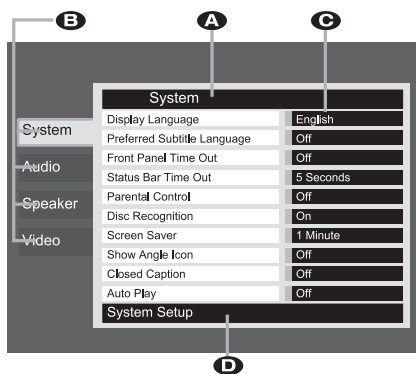 B A C
System
System
Audio
Speaker
Video
Display Language English
Preferred Subtitle Language Off
Front Panel Time Out Off
Status Bar Time Out 5 Seconds
Parental Control Off
Disc Recognition On
Screen Saver 1 Minute
Show Angle Icon Off
Closed Caption Off
Auto Play Off
System Setup
D